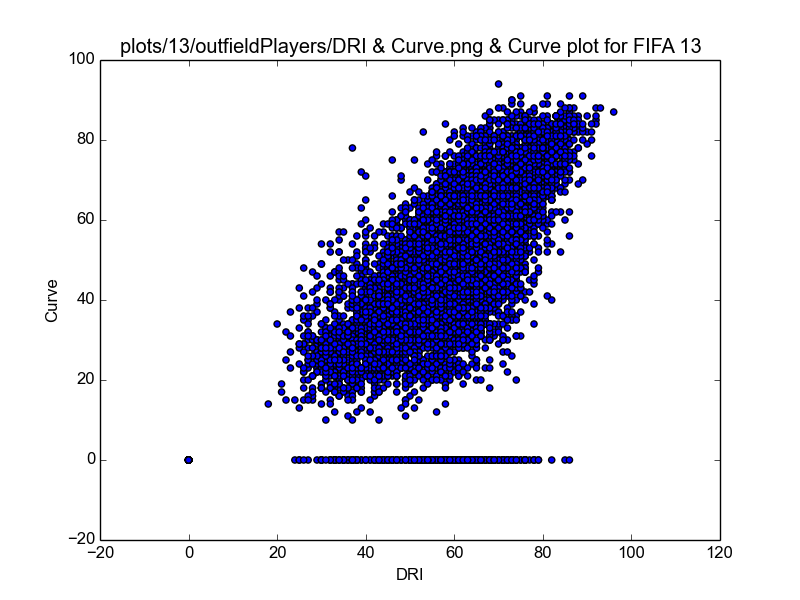 plots/13/outfieldPlayers/DRI & Curve.png & Curve plot for FIFA 13
100
80
60
40
20
0
−20
Curve
−20 0 20 40 60 80 100 120
DRI